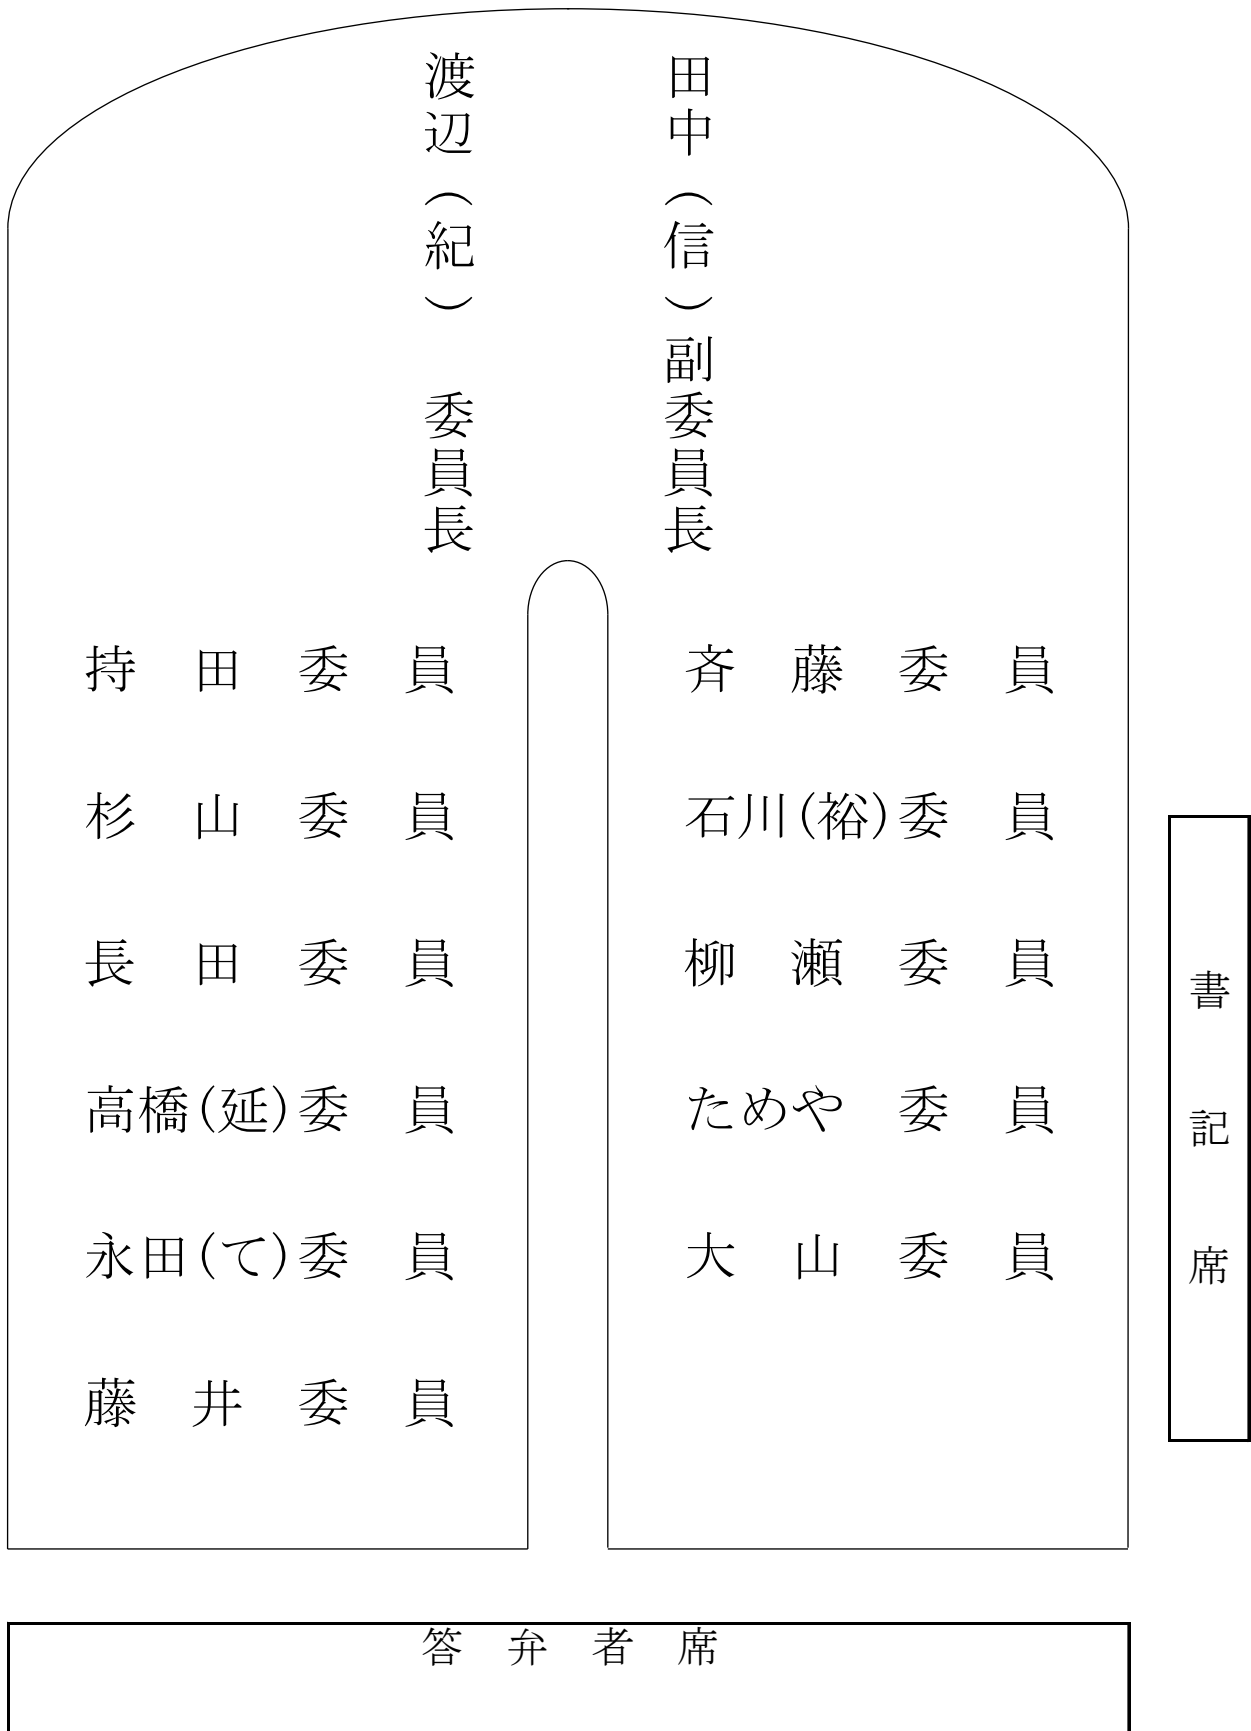 田中（信）副委員長
渡辺（紀）　委員長
持　田　委　員
斉　藤　委　員
杉　山　委　員
石川(裕)委　員
長　田　委　員
柳　瀬　委　員
高橋(延)委　員
ためや　委　員
永田(て)委　員
大　山　委　員
藤　井　委　員
書　記　席
答　弁　者　席